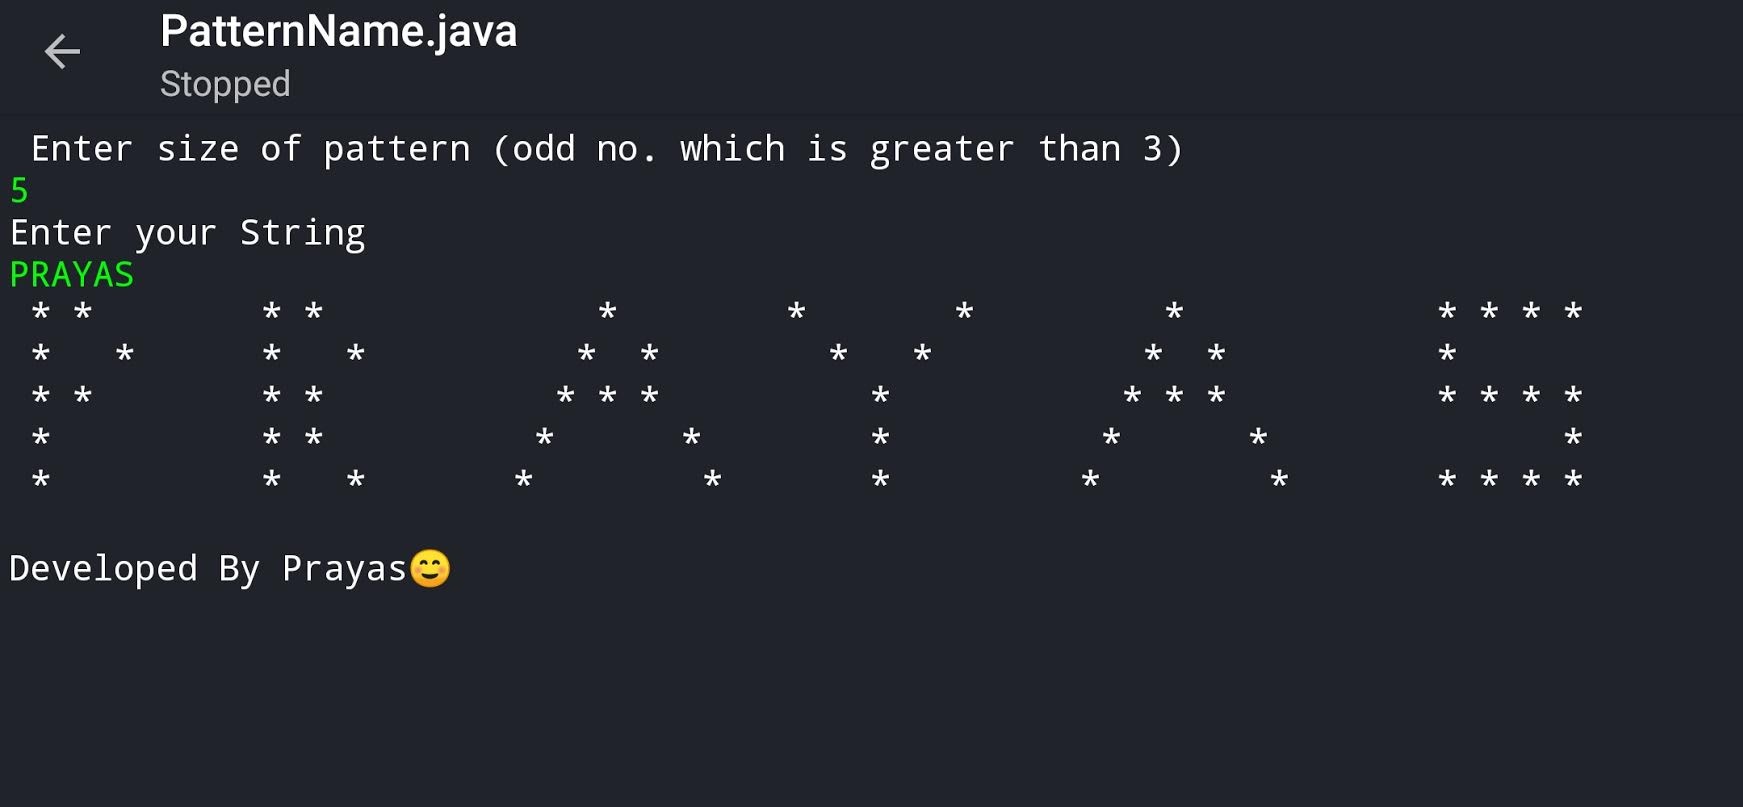 PatternName.java
Stopped
 Enter size of pattern (odd no. which is greater than 3)
5
Enter your String
PRAYAS
 * *        * *             *        *       *         *            * * * *
 *   *      *   *          *  *        *   *          *  *          *
 * *        * *           * * *          *           * * *          * * * *
 *          * *          *      *        *          *      *              *
 *          *   *       *        *       *         *        *       * * * *
Developed By Prayas😊